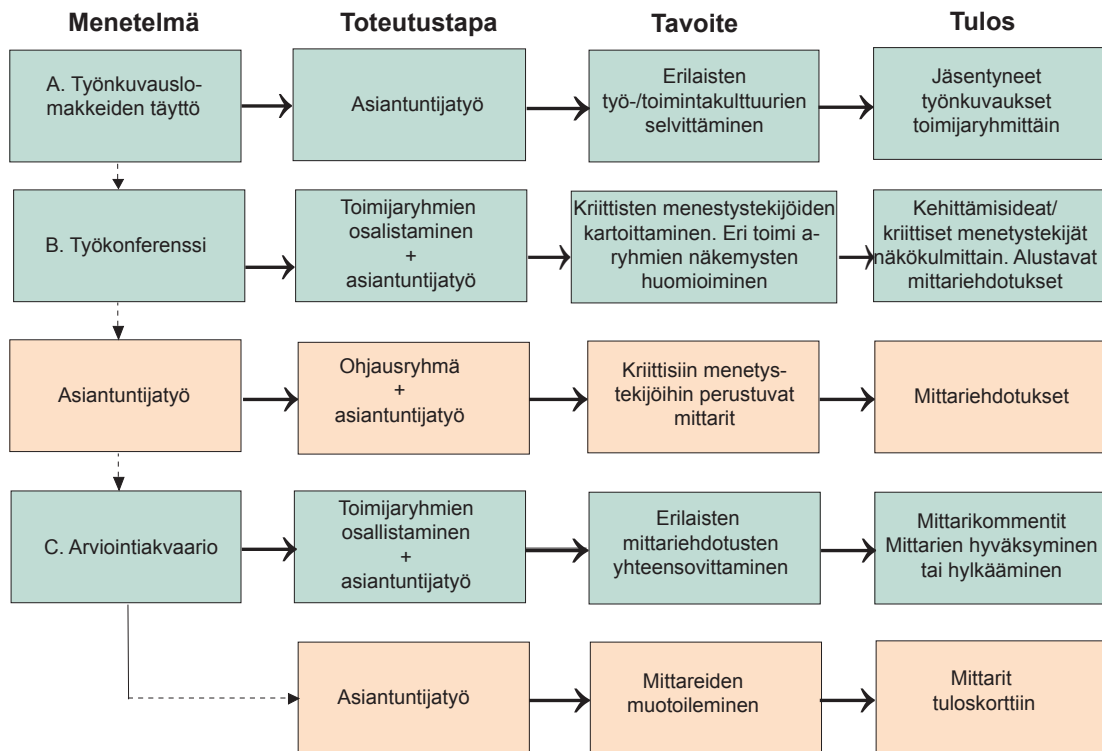 Menetelmä
Toteutustapa
Tavoite
Tulos
A. Työnkuvauslo-
makkeiden täyttö
Asiantuntijatyö
Erilaisten
työ-/toimintakulttuurien
selvittäminen
Jäsentyneet
työnkuvaukset
toimijaryhmittäin
B. Työkonferenssi
Toimijaryhmien
osalistaminen
+
asiantuntijatyö
Kriittisten menestystekijöiden
kartoittaminen. Eri toimi a-
ryhmien näkemysten
huomioiminen
Kehittämisideat/
kriittiset menetystekijät
näkökulmittain. Alustavat
mittariehdotukset
Asiantuntijatyö
Ohjausryhmä
+
asiantuntijatyö
Kriittisiin menetys-
tekijöihin perustuvat
mittarit
Mittariehdotukset
C. Arviointiakvaario
Toimijaryhmien
osallistaminen
+
asiantuntijatyö
Erilaisten
mittariehdotusten
yhteensovittaminen
Mittarikommentit
Mittarien hyväksyminen
tai hylkääminen
Asiantuntijatyö
Mittareiden
muotoileminen
Mittarit
tuloskorttiin